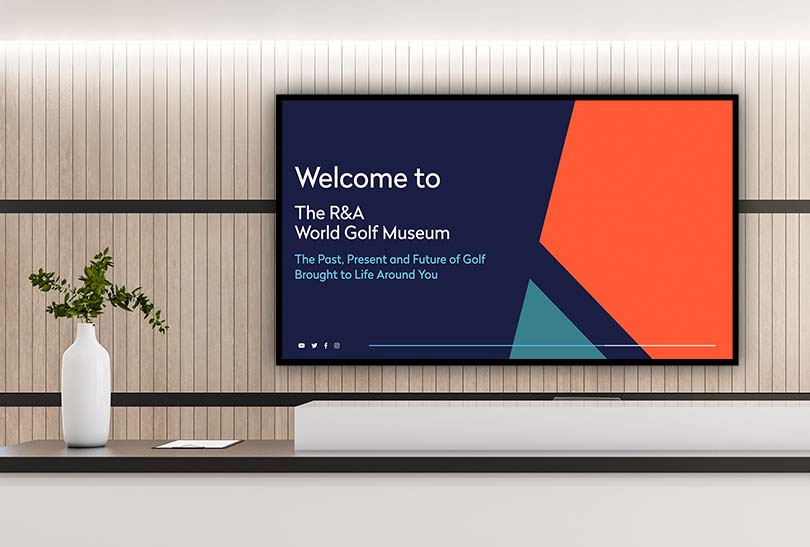 Welcome to
The R&A
World Golf Museum
The Past, Present and Future of Golf
Brought to Life Around You